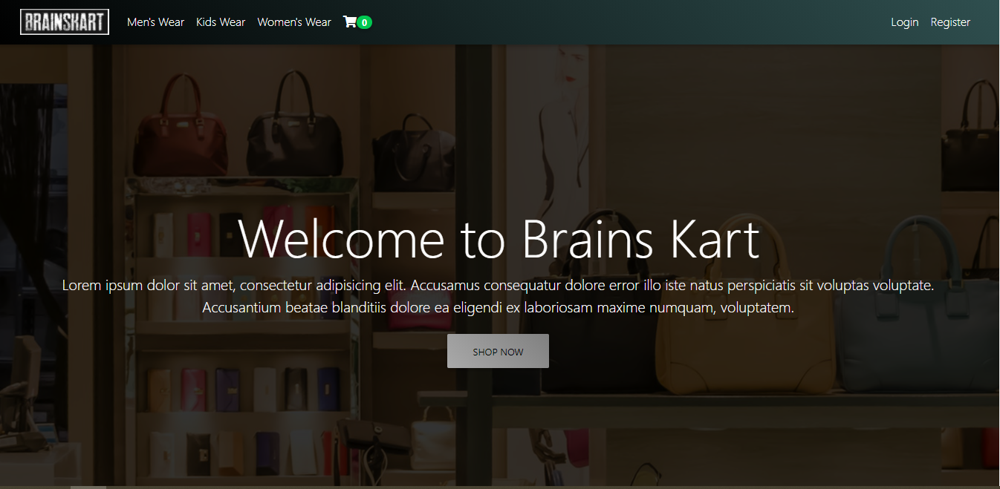 BRAINSKART
Men's Wear
Kids Wear
Women's Wear
0
Login
Register
Welcome to Brains Kart
Lorem ipsum dolor sit amet, consectetur adipisicing elit. Accusamus consequatur dolore error illo iste natus perspiciatis sit voluptas voluptate.
Accusantium beatae blanditiis dolore ea eligendi ex laboriosam maxime numquam, voluptatem.
SHOP NOW